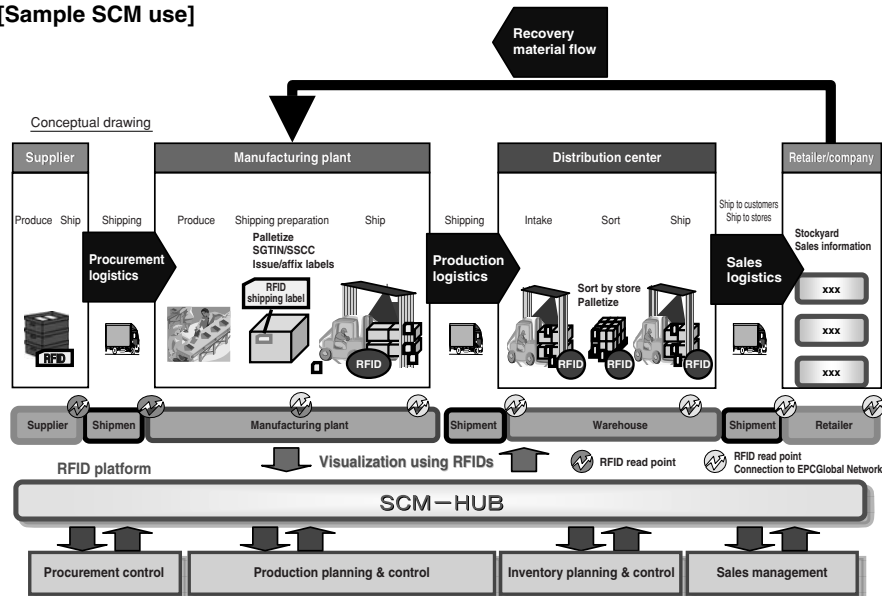 [Sample SCM use]
Recovery
material flow
Conceptual drawing
Supplier
Manufacturing plant
Distribution center
Retailer/company
Produce Ship
Shipping
Produce
Shipping preparation
Ship
Shipping
Intake
Sort
Ship
Ship to customers
Ship to stores
Palletize
SGTIN/SSCC
Issue/affix labels
Stockyard
Sales information
Procurement
logistics
Production
logistics
Sales
logistics
RFID
shipping label
Sort by store
Palletize
xxx
xxx
xxx
RFID
RFID
RFID
RFID
RFID
Supplier
Shipmen
Manufacturing plant
Shipment
Warehouse
Shipment
Retailer
RFID platform
Visualization using RFIDs
RFID read point
RFID read point
Connection to EPCGlobal Network
SCM-HUB
Procurement control
Production planning & control
Inventory planning & control
Sales management